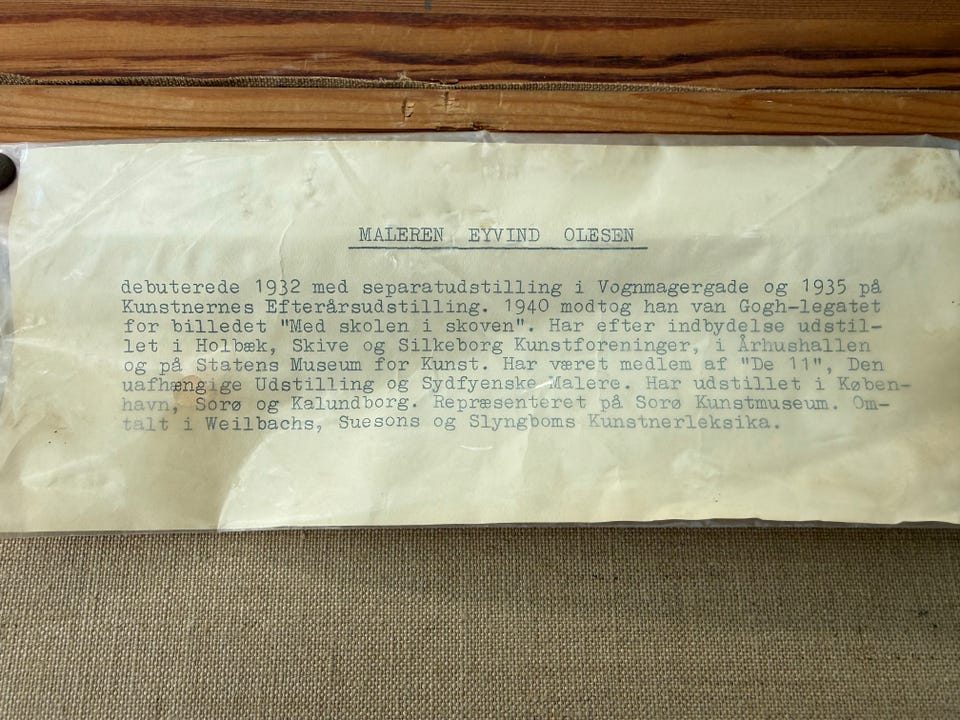 MALEREN EYVIND OLESEN
debuterede 1932 med separatudstilling i Vognmagergade og 1935 på
Kunstnernes Efterårsudstilling. 1940 modtog han van Gogh-legatet
for billedet "Med skolen i skoven". Har efter indbydelse udstil-
let i Holbæk, Skive og Silkeborg Kunstforeninger, i Århushallen
og på Statens Museum for Kunst. Har været medlem af "De 11", Den
uafhængige Udstilling og Sydfyenske Malere. Har udstillet i Køben-
havn, Sorø og Kalundborg. Repræsenteret på Sorø Kunstmuseum. Om-
talt i Weilbachs, Suesons og Slyngboms Kunstnerleksika.